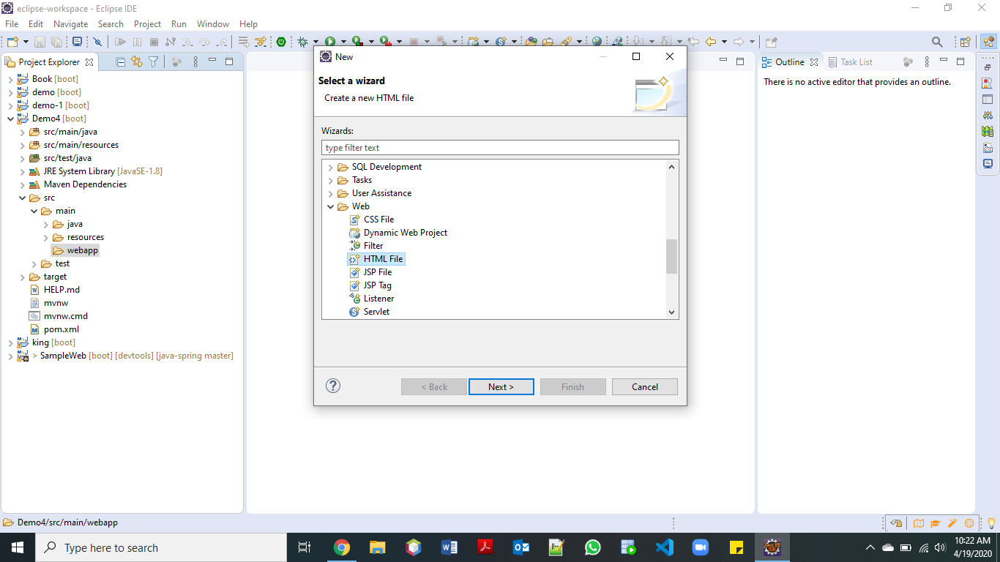 eclipse-workspace - Eclipse IDE
File Edit Navigate Search Project Run Window Help
Project Explorer
Book [boot]
demo [boot]
demo-1 [boot]
Demo4 [boot]
src/main/java
src/main/resources
src/test/java
JRE System Library [JavaSE-1.8]
Maven Dependencies
src
main
java
resources
webapp
test
target
HELP.md
mvnw
mvnw.cmd
pom.xml
king [boot]
> SampleWeb [boot] [devtools] [java-spring master]
New
Select a wizard
Create a new HTML file
Wizards:
type filter text
SQL Development
Tasks
User Assistance
Web
CSS File
Dynamic Web Project
Filter
HTML File
JSP File
JSP Tag
Listener
Servlet
< Back Next > Finish Cancel
Outline Task List
There is no active editor that provides an outline.
Demo4/src/main/webapp
Type here to search
10:22 AM
4/19/2020